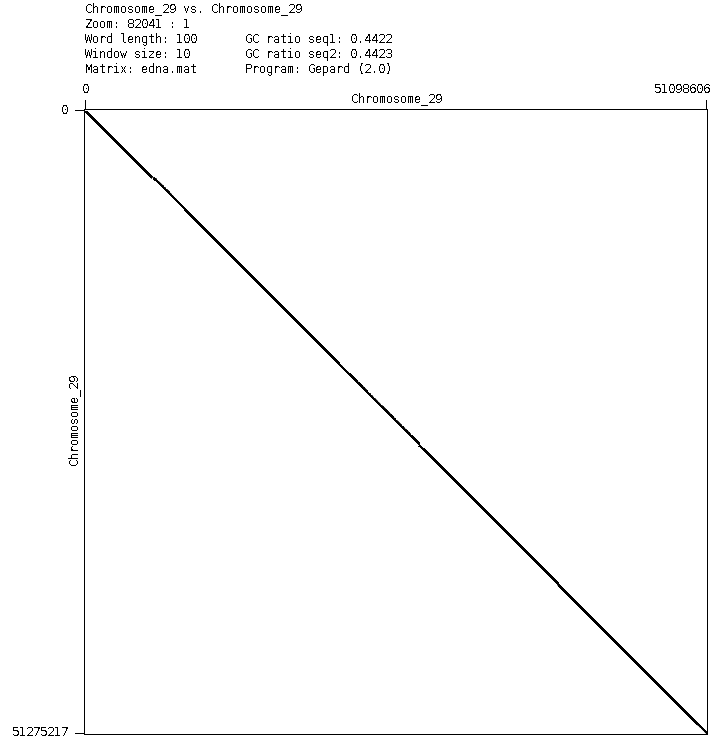 Chromosome_29 vs. Chromosome_29
Zoom: 82041 : 1
Word length: 100 GC ratio seq1: 0.4422
Window size: 10 GC ratio seq2: 0.4423
Matrix: edna.mat Program: Gepard (2.0)
0 51098606
Chromosome_29
0
Chromosome_29
51275217